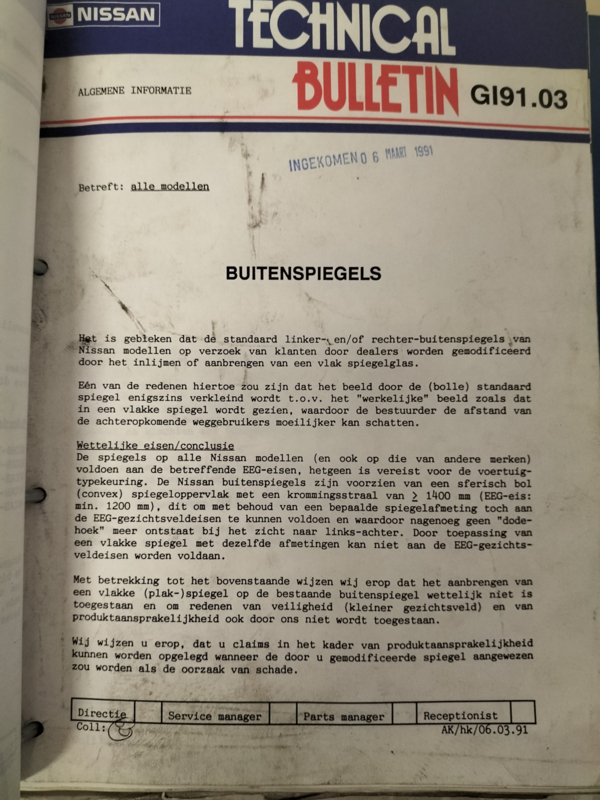 NISSAN
TECHNICAL
BULLETIN GI91.03
ALGEMENE INFORMATIE
INGEKOMEN 0 6 MAART 1991
Betreft: alle modellen
BUITENSPIEGELS
Het is gebleken dat de standaard linker- en/of rechter-buitenspiegels van
Nissan modellen op verzoek van klanten door dealers worden gemodificeerd
door het inlijmen of aanbrengen van een vlak spiegelglas.
Eén van de redenen hiertoe zou zijn dat het beeld door de (bolle) standaard
spiegel enigszins verkleind wordt t.o.v. het "werkelijke" beeld zoals dat
in een vlakke spiegel wordt gezien, waardoor de bestuurder de afstand van
de achteropkomende weggebruikers moeilijker kan schatten.
Wettelijke eisen/conclusie
De spiegels op alle Nissan modellen (en ook op die van andere merken)
voldoen aan de betreffende EEG-eisen, hetgeen is vereist voor de voertuig-
typekeuring. De Nissan buitenspiegels zijn voorzien van een sferisch bol
(convex) spiegeloppervlak met een krommingsstraal van ≥ 1400 mm (EEG-eis:
min. 1200 mm), dit om met behoud van een bepaalde spiegelafmeting toch aan
de EEG-gezichtsveldeisen te kunnen voldoen en waardoor nagenoeg geen "dode-
hoek" meer ontstaat bij het zicht naar links-achter. Door toepassing van
een vlakke spiegel met dezelfde afmetingen kan niet aan de EEG-gezichts-
veldeisen worden voldaan.
Met betrekking tot het bovenstaande wijzen wij erop dat het aanbrengen van
een vlakke (plak-)spiegel op de bestaande buitenspiegel wettelijk niet is
toegestaan en om redenen van veiligheid (kleiner gezichtsveld) en van
produktaansprakelijkheid ook door ons niet wordt toegestaan.
Wij wijzen u erop, dat u claims in het kader van produktaansprakelijkheid
kunnen worden opgelegd wanneer de door u gemodificeerde spiegel aangewezen
zou worden als de oorzaak van schade.
Directie Service manager Parts manager Receptionist
Coll: AK/hk/06.03.91